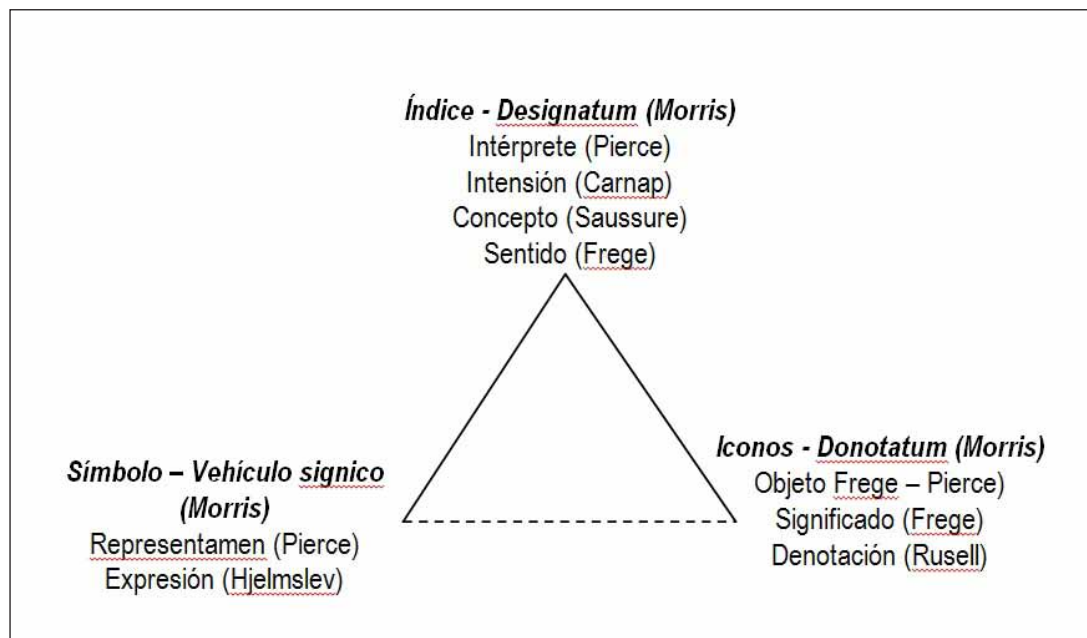 Índice - Designatum (Morris)
Intérprete (Pierce)
Intensión (Carnap)
Concepto (Saussure)
Sentido (Frege)
Símbolo – Vehículo signico
(Morris)
Representamen (Pierce)
Expresión (Hjelmslev)
Iconos - Donotatum (Morris)
Objeto Frege – Pierce)
Significado (Frege)
Denotación (Rusell)